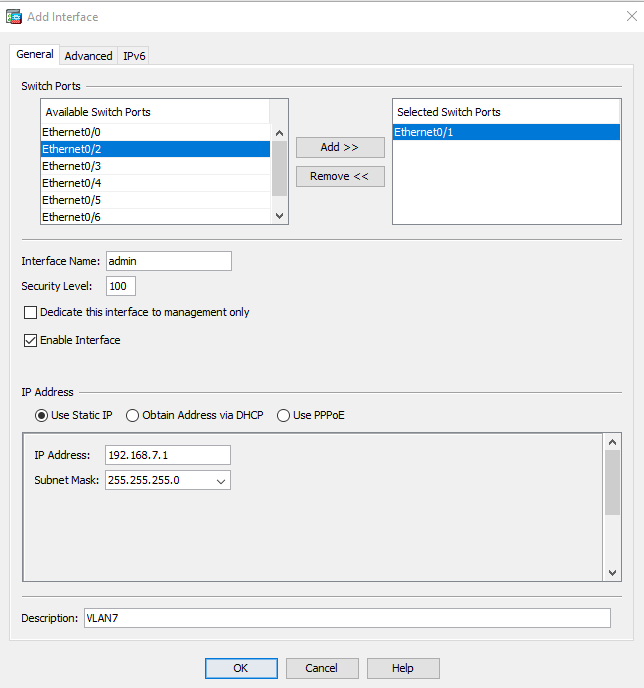 Add Interface
General Advanced IPv6
Switch Ports
Available Switch Ports
Ethernet0/0
Ethernet0/2
Ethernet0/3
Ethernet0/4
Ethernet0/5
Ethernet0/6
Add >>
Remove <<
Selected Switch Ports
Ethernet0/1
Interface Name: admin
Security Level: 100
Dedicate this interface to management only
Enable Interface
IP Address
Use Static IP Obtain Address via DHCP Use PPPoE
IP Address: 192.168.7.1
Subnet Mask: 255.255.255.0
Description: VLAN7
OK Cancel Help